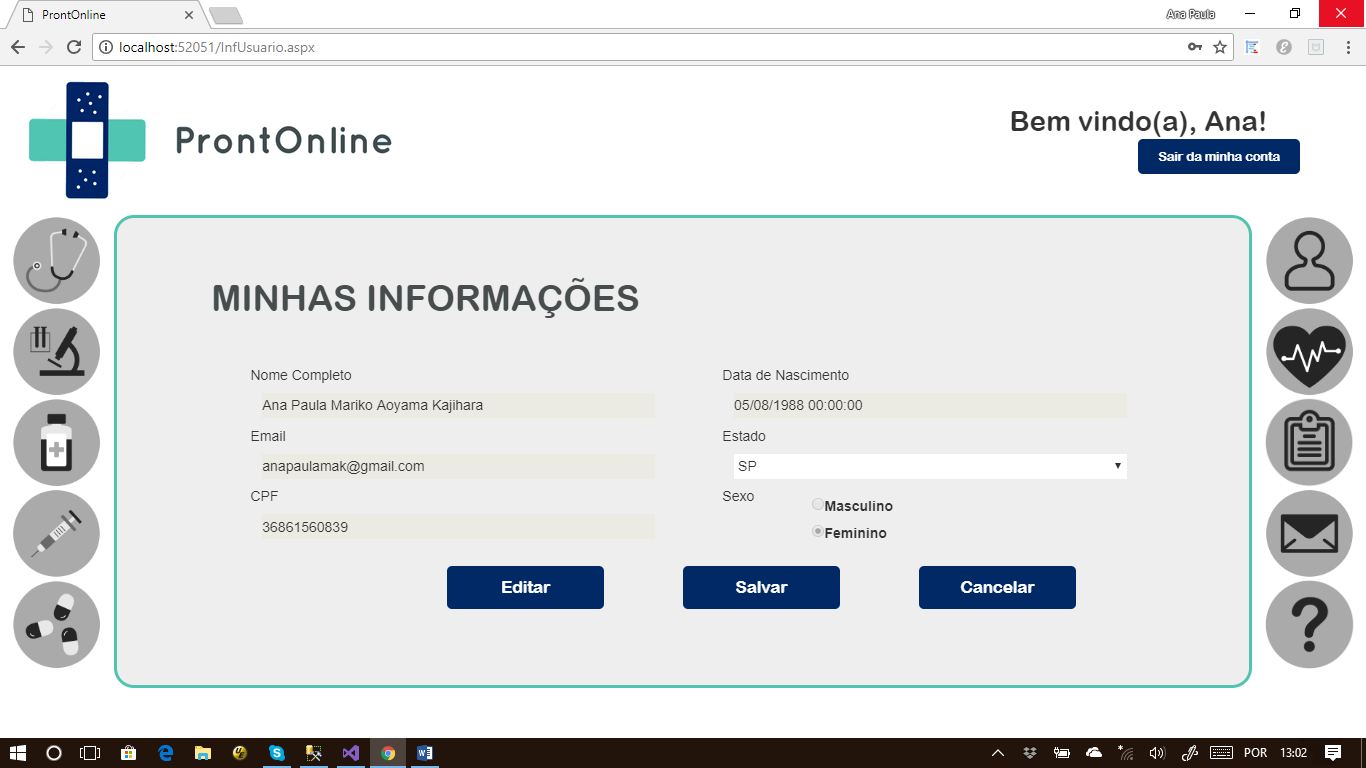 ProntOnline
Ana Paula
localhost:52051/InfUsuario.aspx
ProntOnline
Bem vindo(a), Ana!
Sair da minha conta
MINHAS INFORMAÇÕES
Nome Completo
Ana Paula Mariko Aoyama Kajihara
Data de Nascimento
05/08/1988 00:00:00
Email
anapaulamak@gmail.com
Estado
SP
CPF
36861560839
Sexo
Masculino
Feminino
Editar
Salvar
Cancelar
POR
13:02